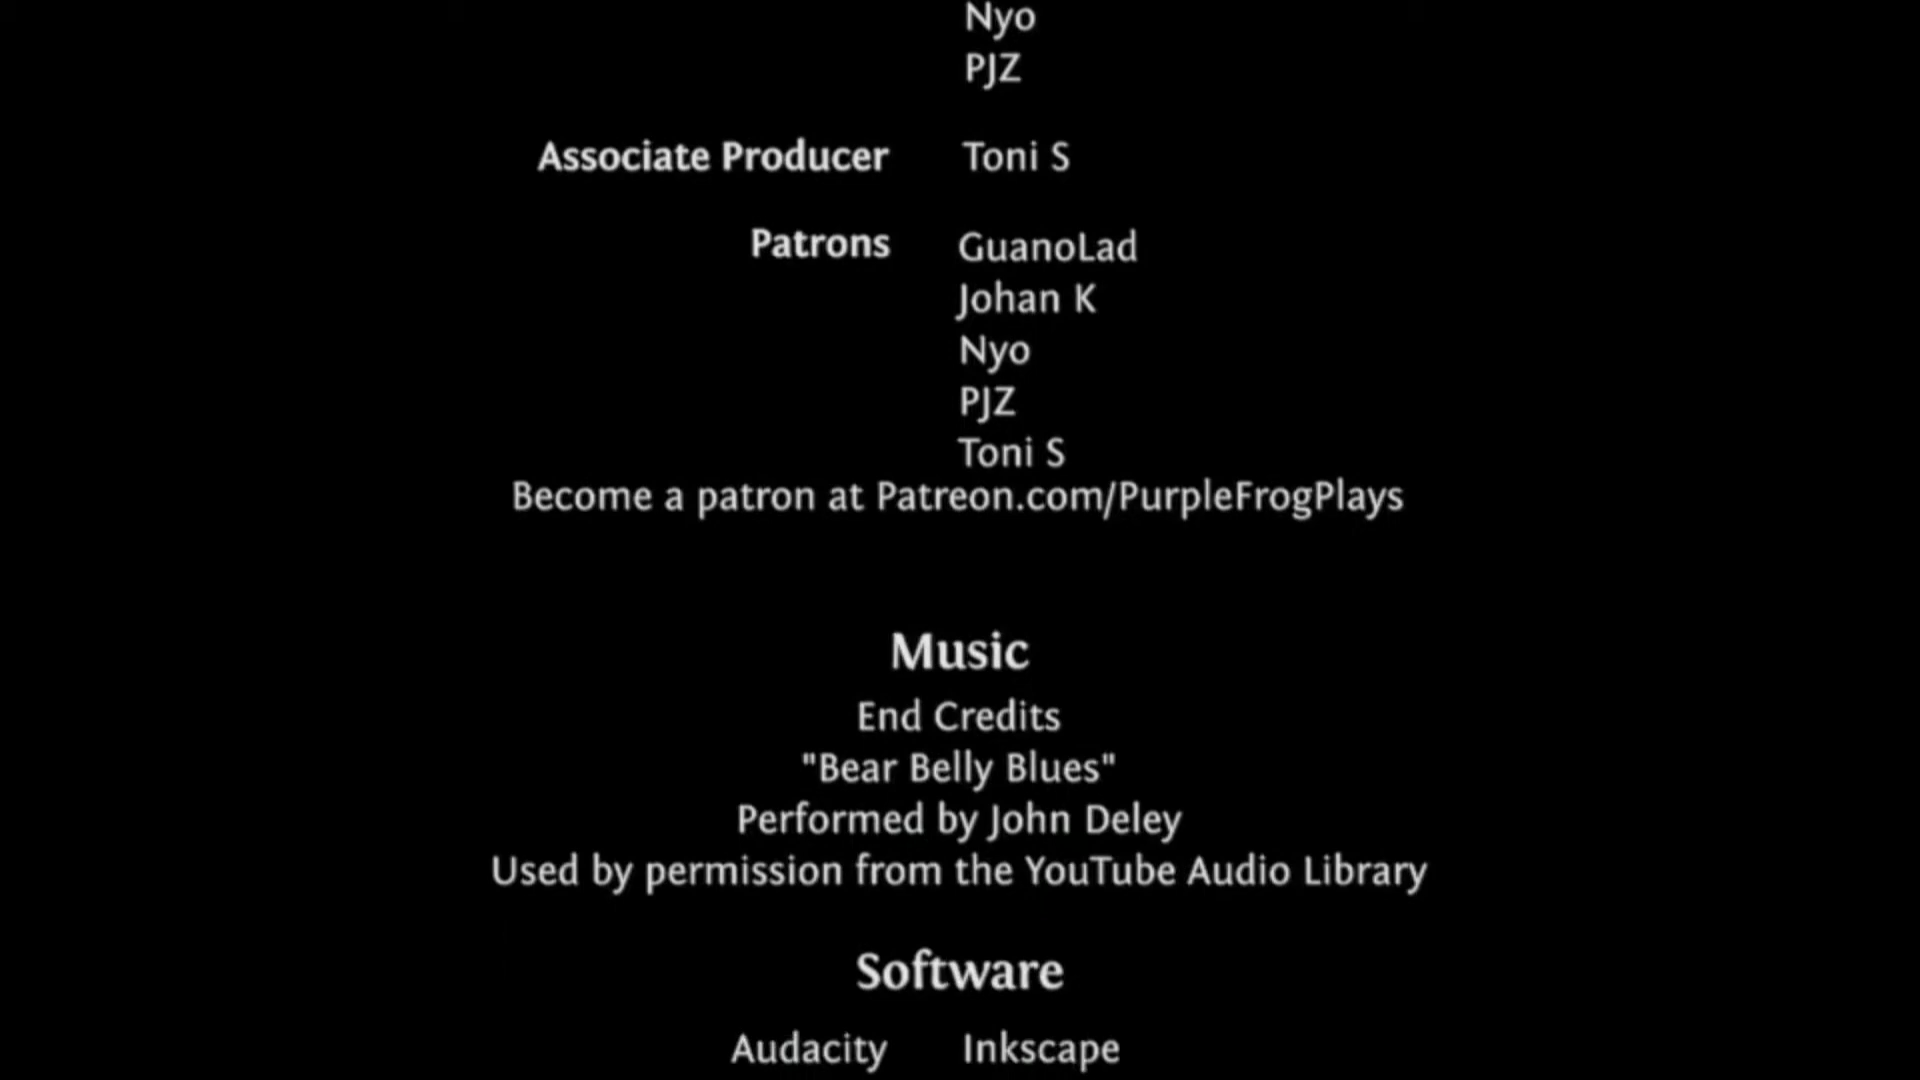 Nyo
PJZ
Associate Producer Toni S
Patrons GuanoLad
Johan K
Nyo
PJZ
Toni S
Become a patron at Patreon.com/PurpleFrogPlays
Music
End Credits
"Bear Belly Blues"
Performed by John Deley
Used by permission from the YouTube Audio Library
Software
Audacity Inkscape